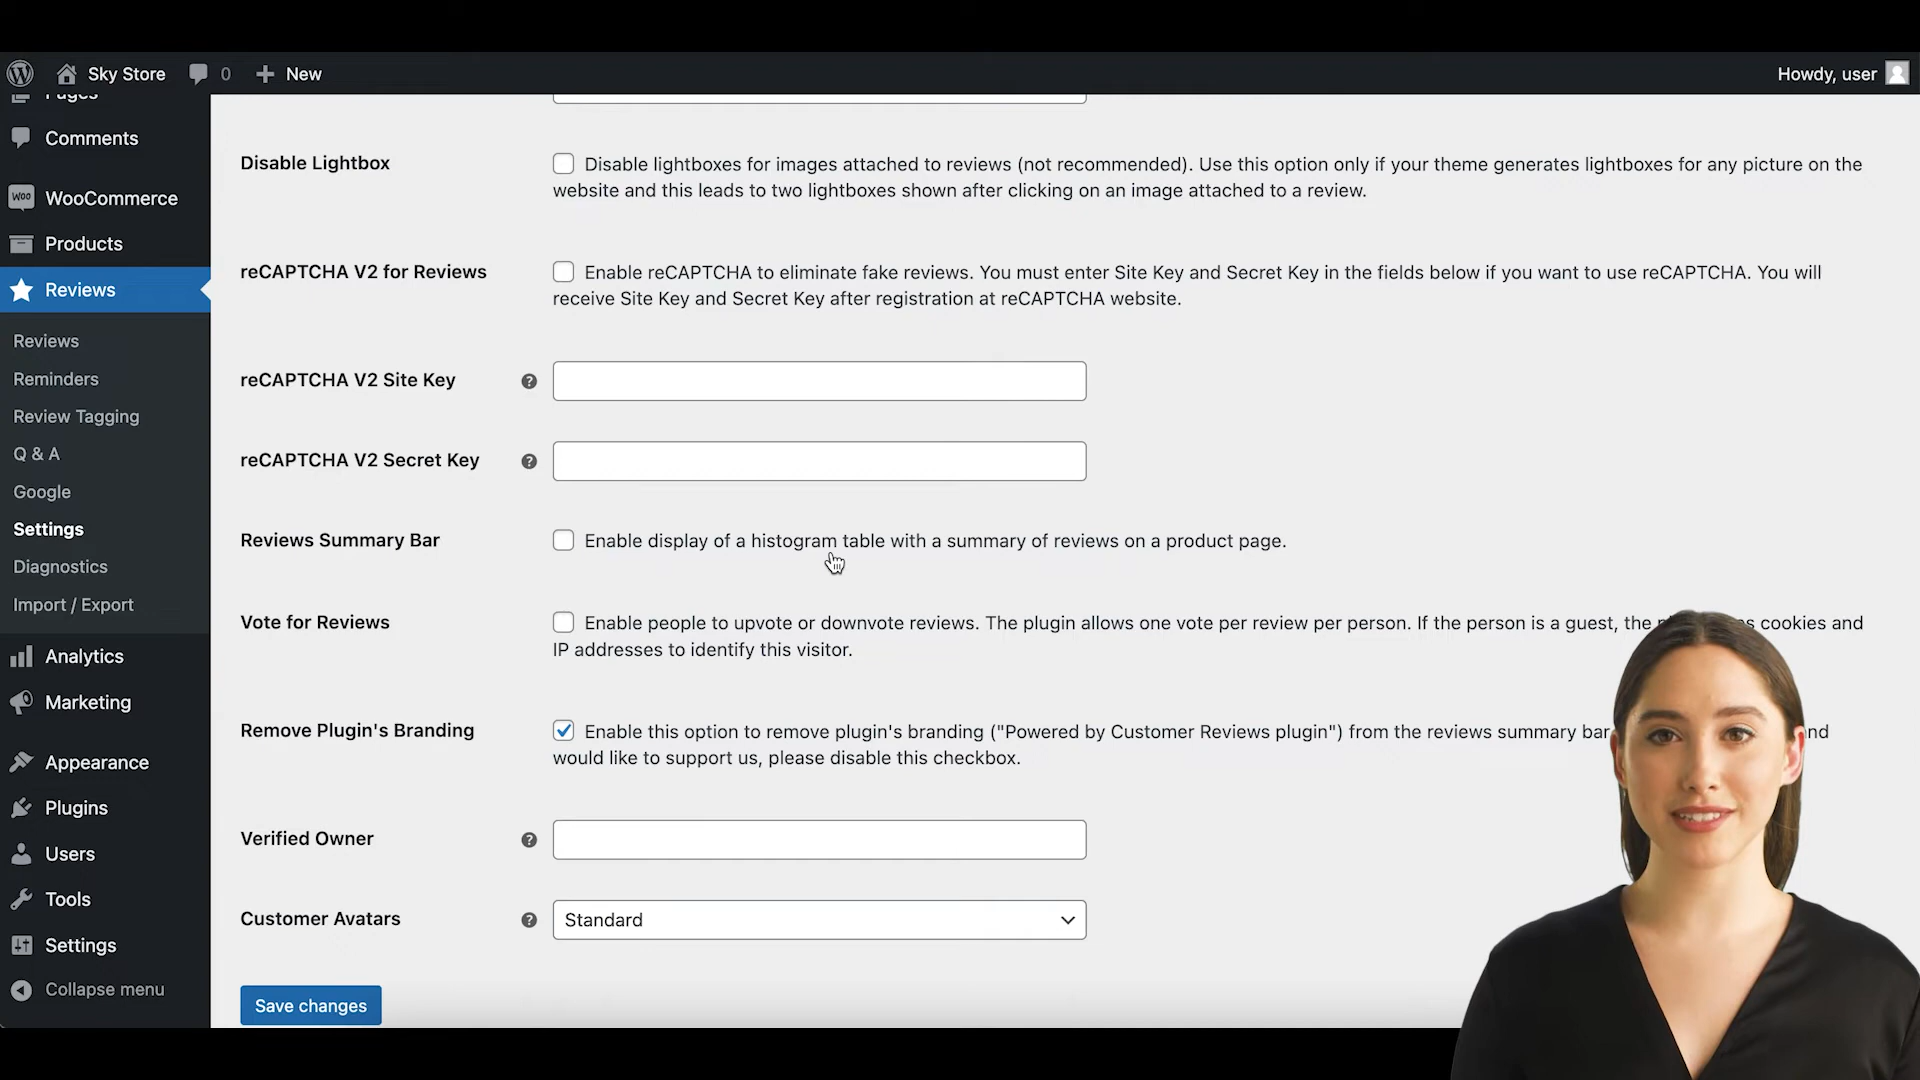 Sky Store 0 New Howdy, user
Pages
Comments
WooCommerce
Products
Reviews
Reviews
Reminders
Review Tagging
Q & A
Google
Settings
Diagnostics
Import / Export
Analytics
Marketing
Appearance
Plugins
Users
Tools
Settings
Collapse menu
Disable Lightbox
Disable lightboxes for images attached to reviews (not recommended). Use this option only if your theme generates lightboxes for any picture on the
website and this leads to two lightboxes shown after clicking on an image attached to a review.
reCAPTCHA V2 for Reviews
Enable reCAPTCHA to eliminate fake reviews. You must enter Site Key and Secret Key in the fields below if you want to use reCAPTCHA. You will
receive Site Key and Secret Key after registration at reCAPTCHA website.
reCAPTCHA V2 Site Key
reCAPTCHA V2 Secret Key
Reviews Summary Bar
Enable display of a histogram table with a summary of reviews on a product page.
Vote for Reviews
Enable people to upvote or downvote reviews. The plugin allows one vote per review per person. If the person is a guest, the cookies and
IP addresses to identify this visitor.
Remove Plugin's Branding
Enable this option to remove plugin's branding ("Powered by Customer Reviews plugin") from the reviews summary bar
would like to support us, please disable this checkbox.
Verified Owner
Customer Avatars
Standard
Save changes